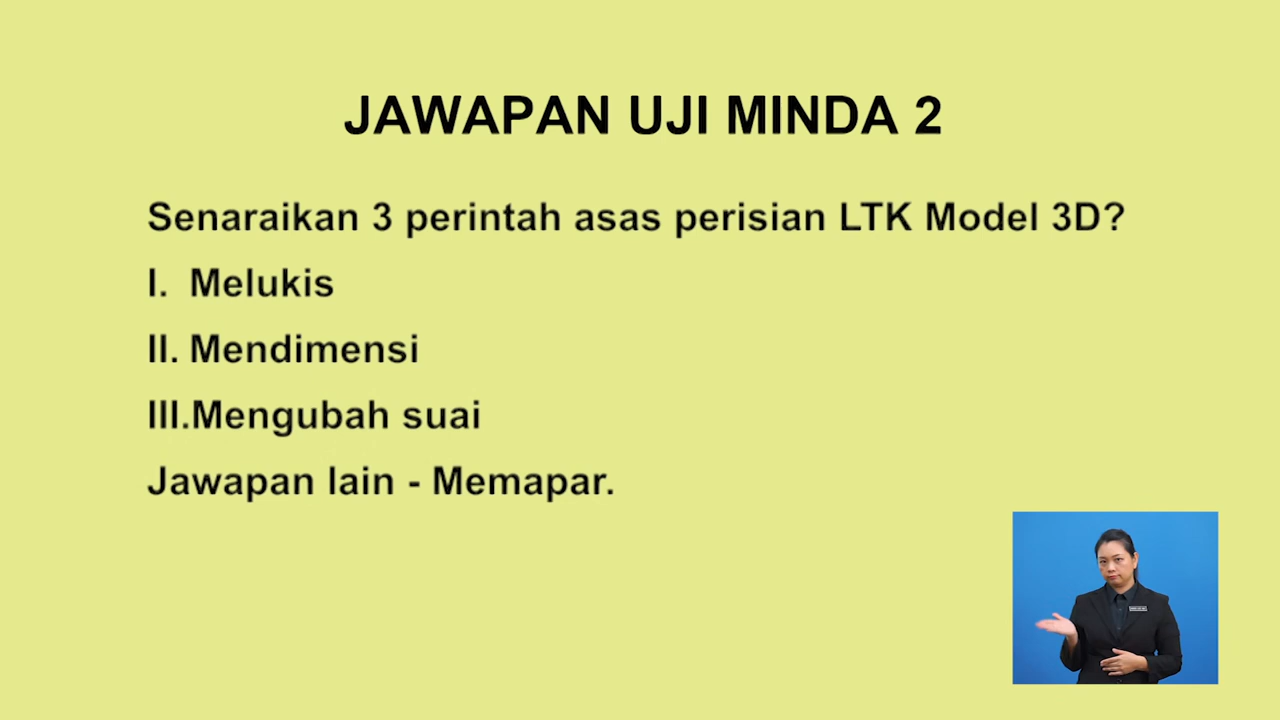 JAWAPAN UJI MINDA 2
Senaraikan 3 perintah asas perisian LTK Model 3D?
I. Melukis
II. Mendimensi
III.Mengubah suai
Jawapan lain - Memapar.